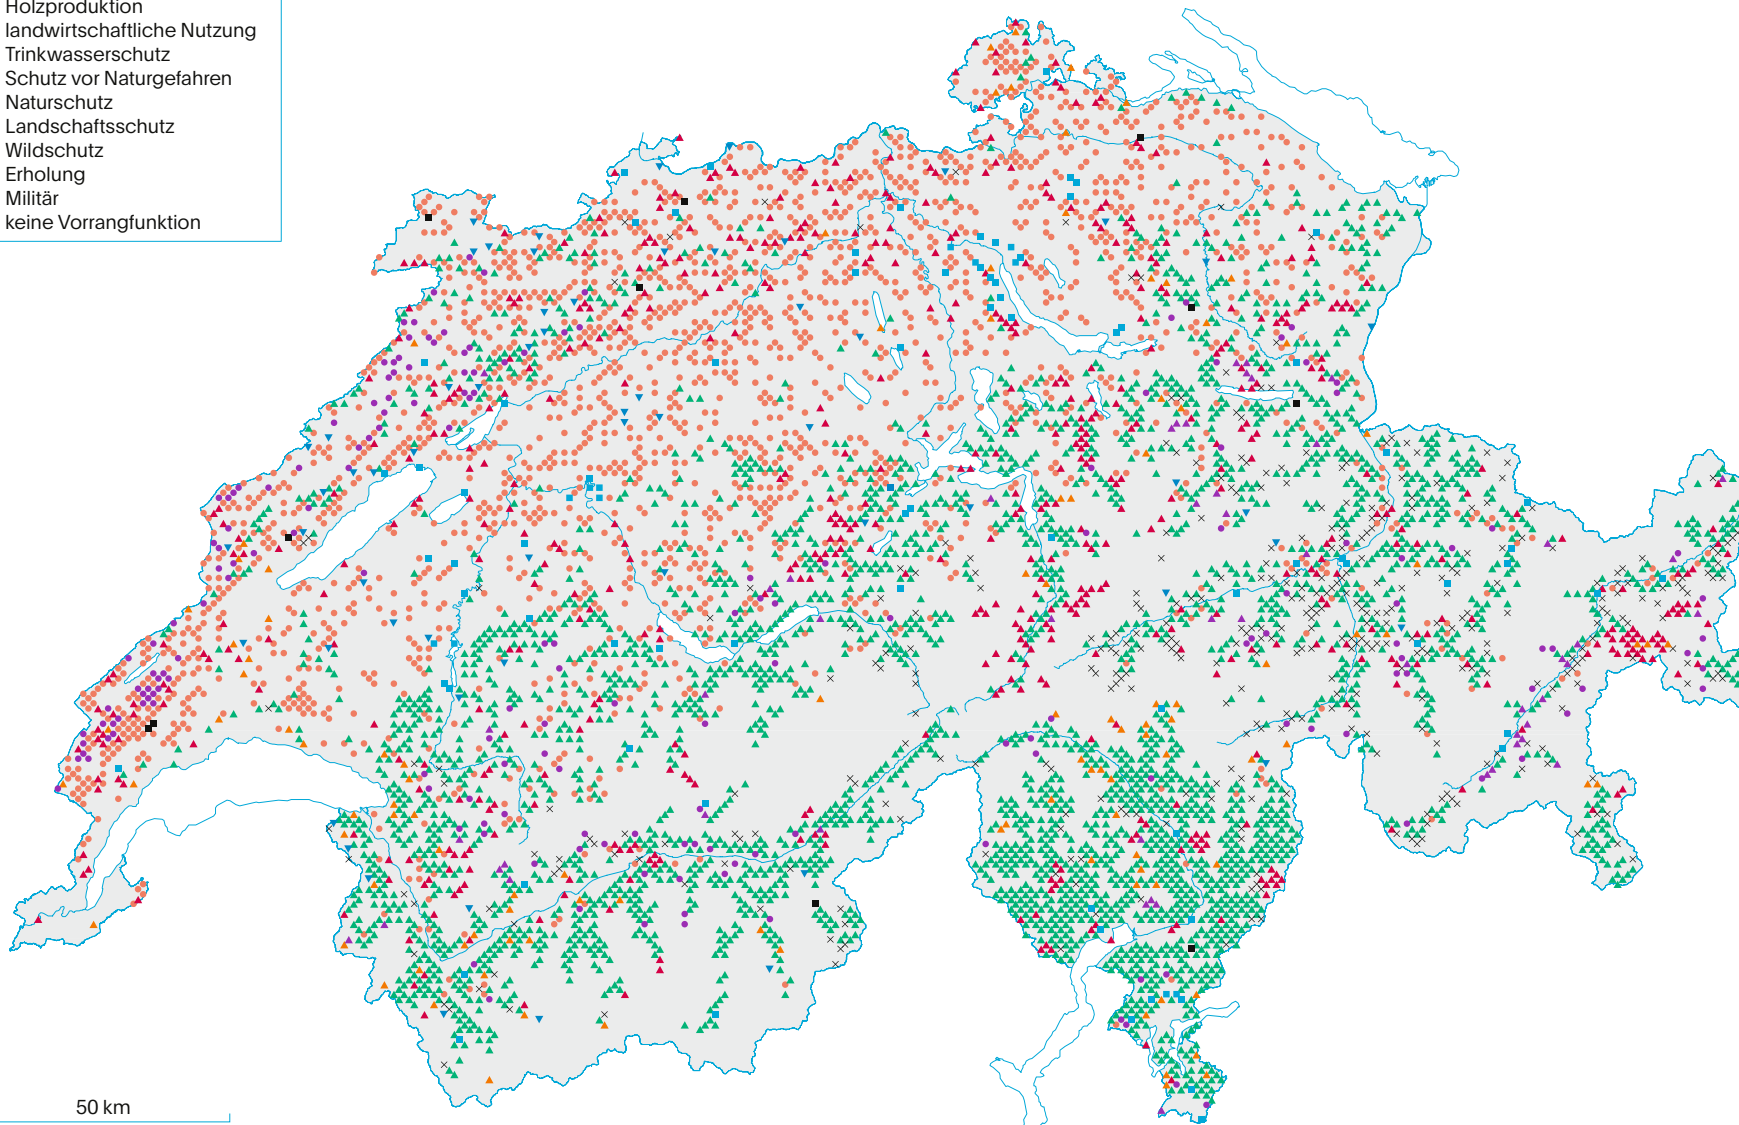 Holzproduktion
landwirtschaftliche Nutzung
Trinkwasserschutz
Schutz vor Naturgefahren
Naturschutz
Landschaftsschutz
Wildschutz
Erholung
Militär
keine Vorrangfunktion
50 km